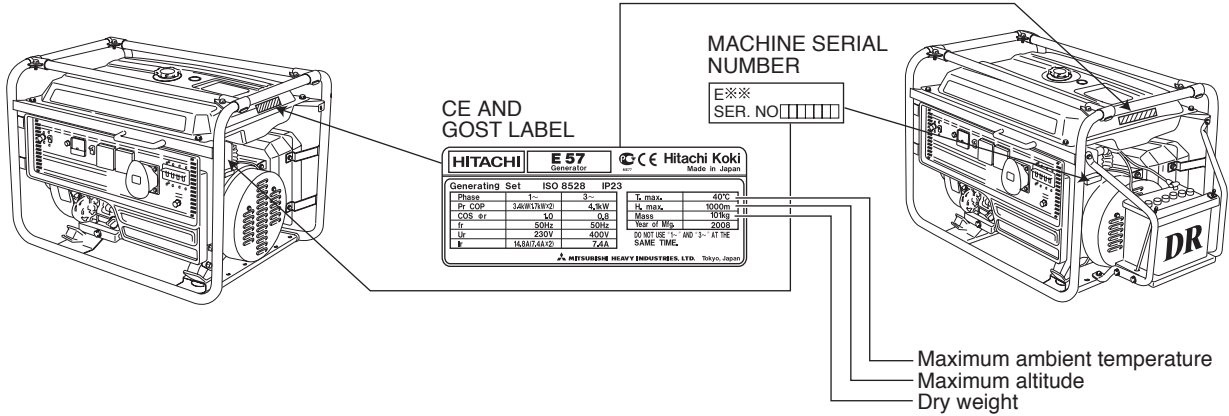 MACHINE SERIAL
NUMBER
E※※
SER. NO
CE AND
GOST LABEL
HITACHI E 57 Generator CE Hitachi Koki
Made in Japan
Generating Set ISO 8528 IP23
Phase 1~ 3~
Pr COP 3.4kW(1.7kW×2) 4.1kW
COS φr 1.0 0.8
fr 50Hz 50Hz
Ur 230V 400V
Ir 14.8A(7.4A×2) 7.4A
T. max. 40°C
H. max. 1000m
Mass 101kg
Year of Mfg. 2008
DO NOT USE "1~" AND "3~" AT THE
SAME TIME.
MITSUBISHI HEAVY INDUSTRIES, LTD. Tokyo, Japan
DR
Maximum ambient temperature
Maximum altitude
Dry weight